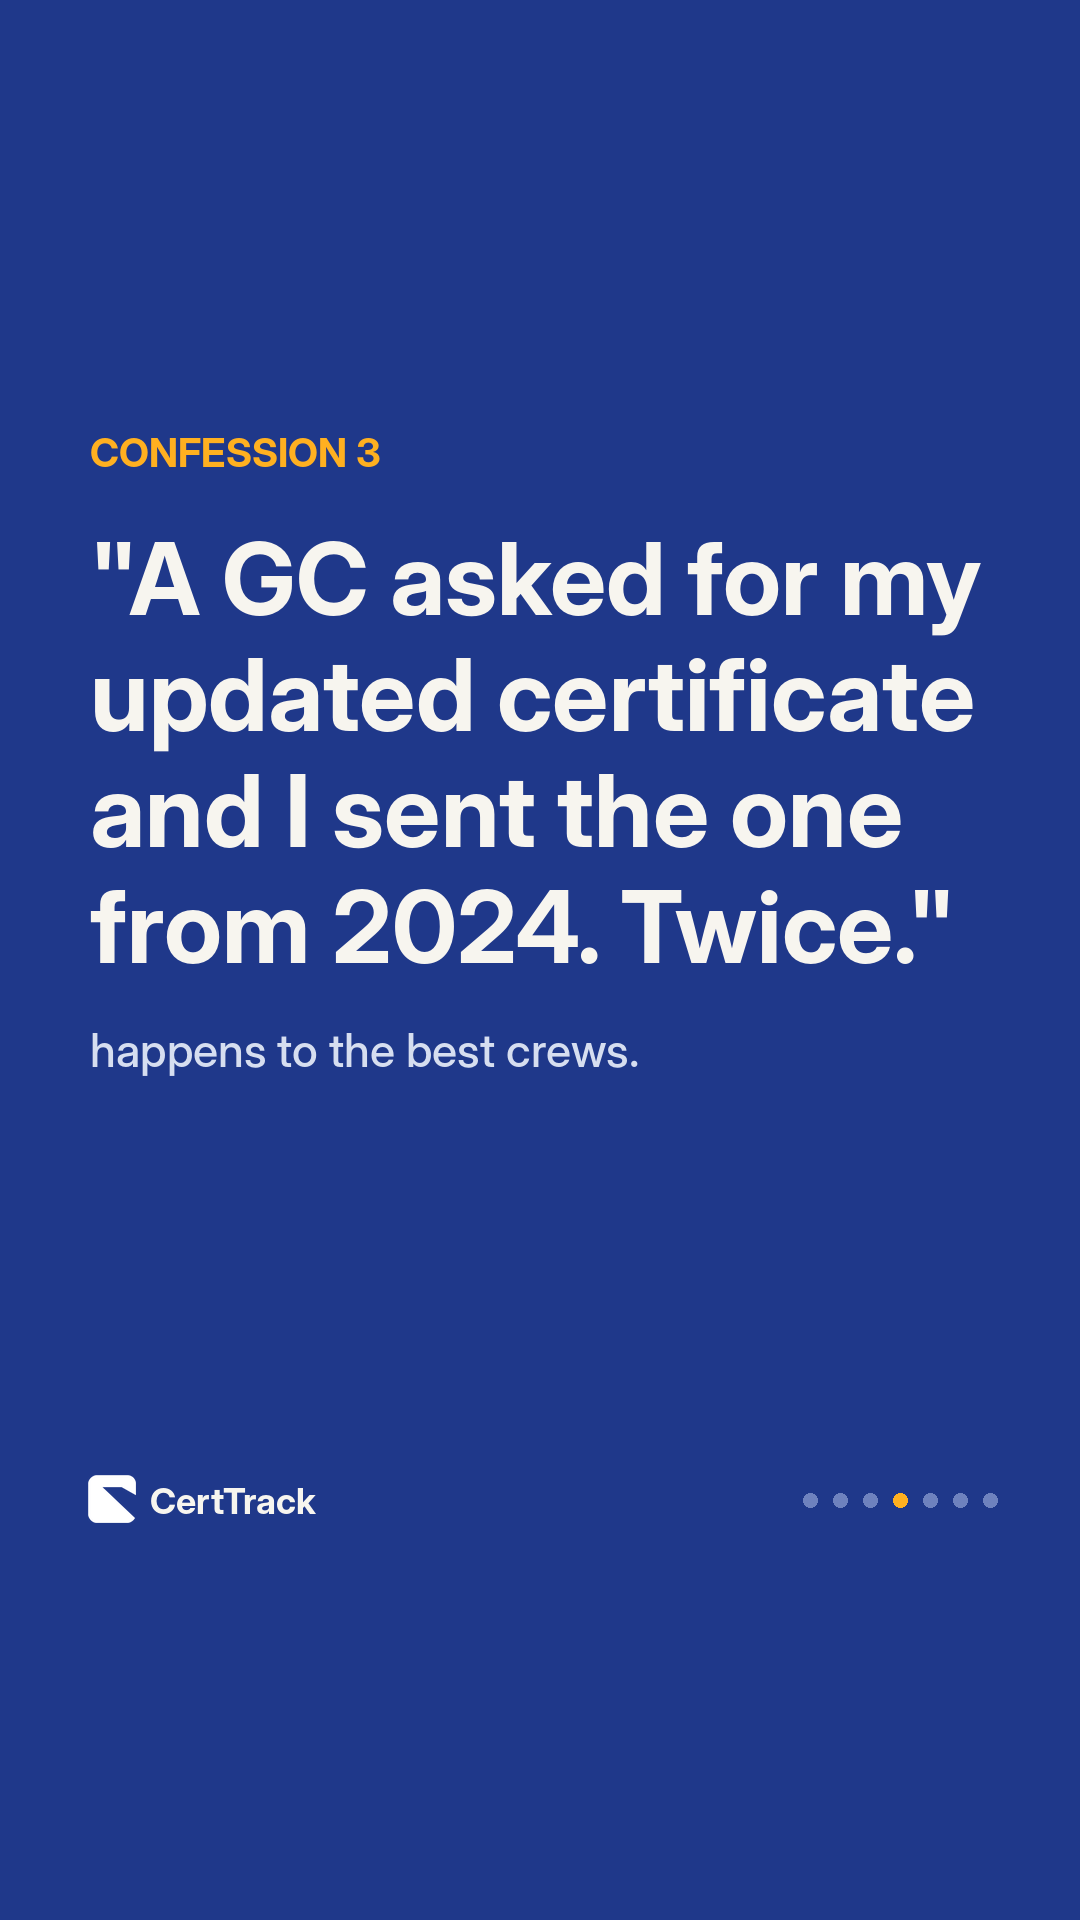 CONFESSION 3
"A GC asked for my
updated certificate
and I sent the one
from 2024. Twice."
happens to the best crews.
CertTrack